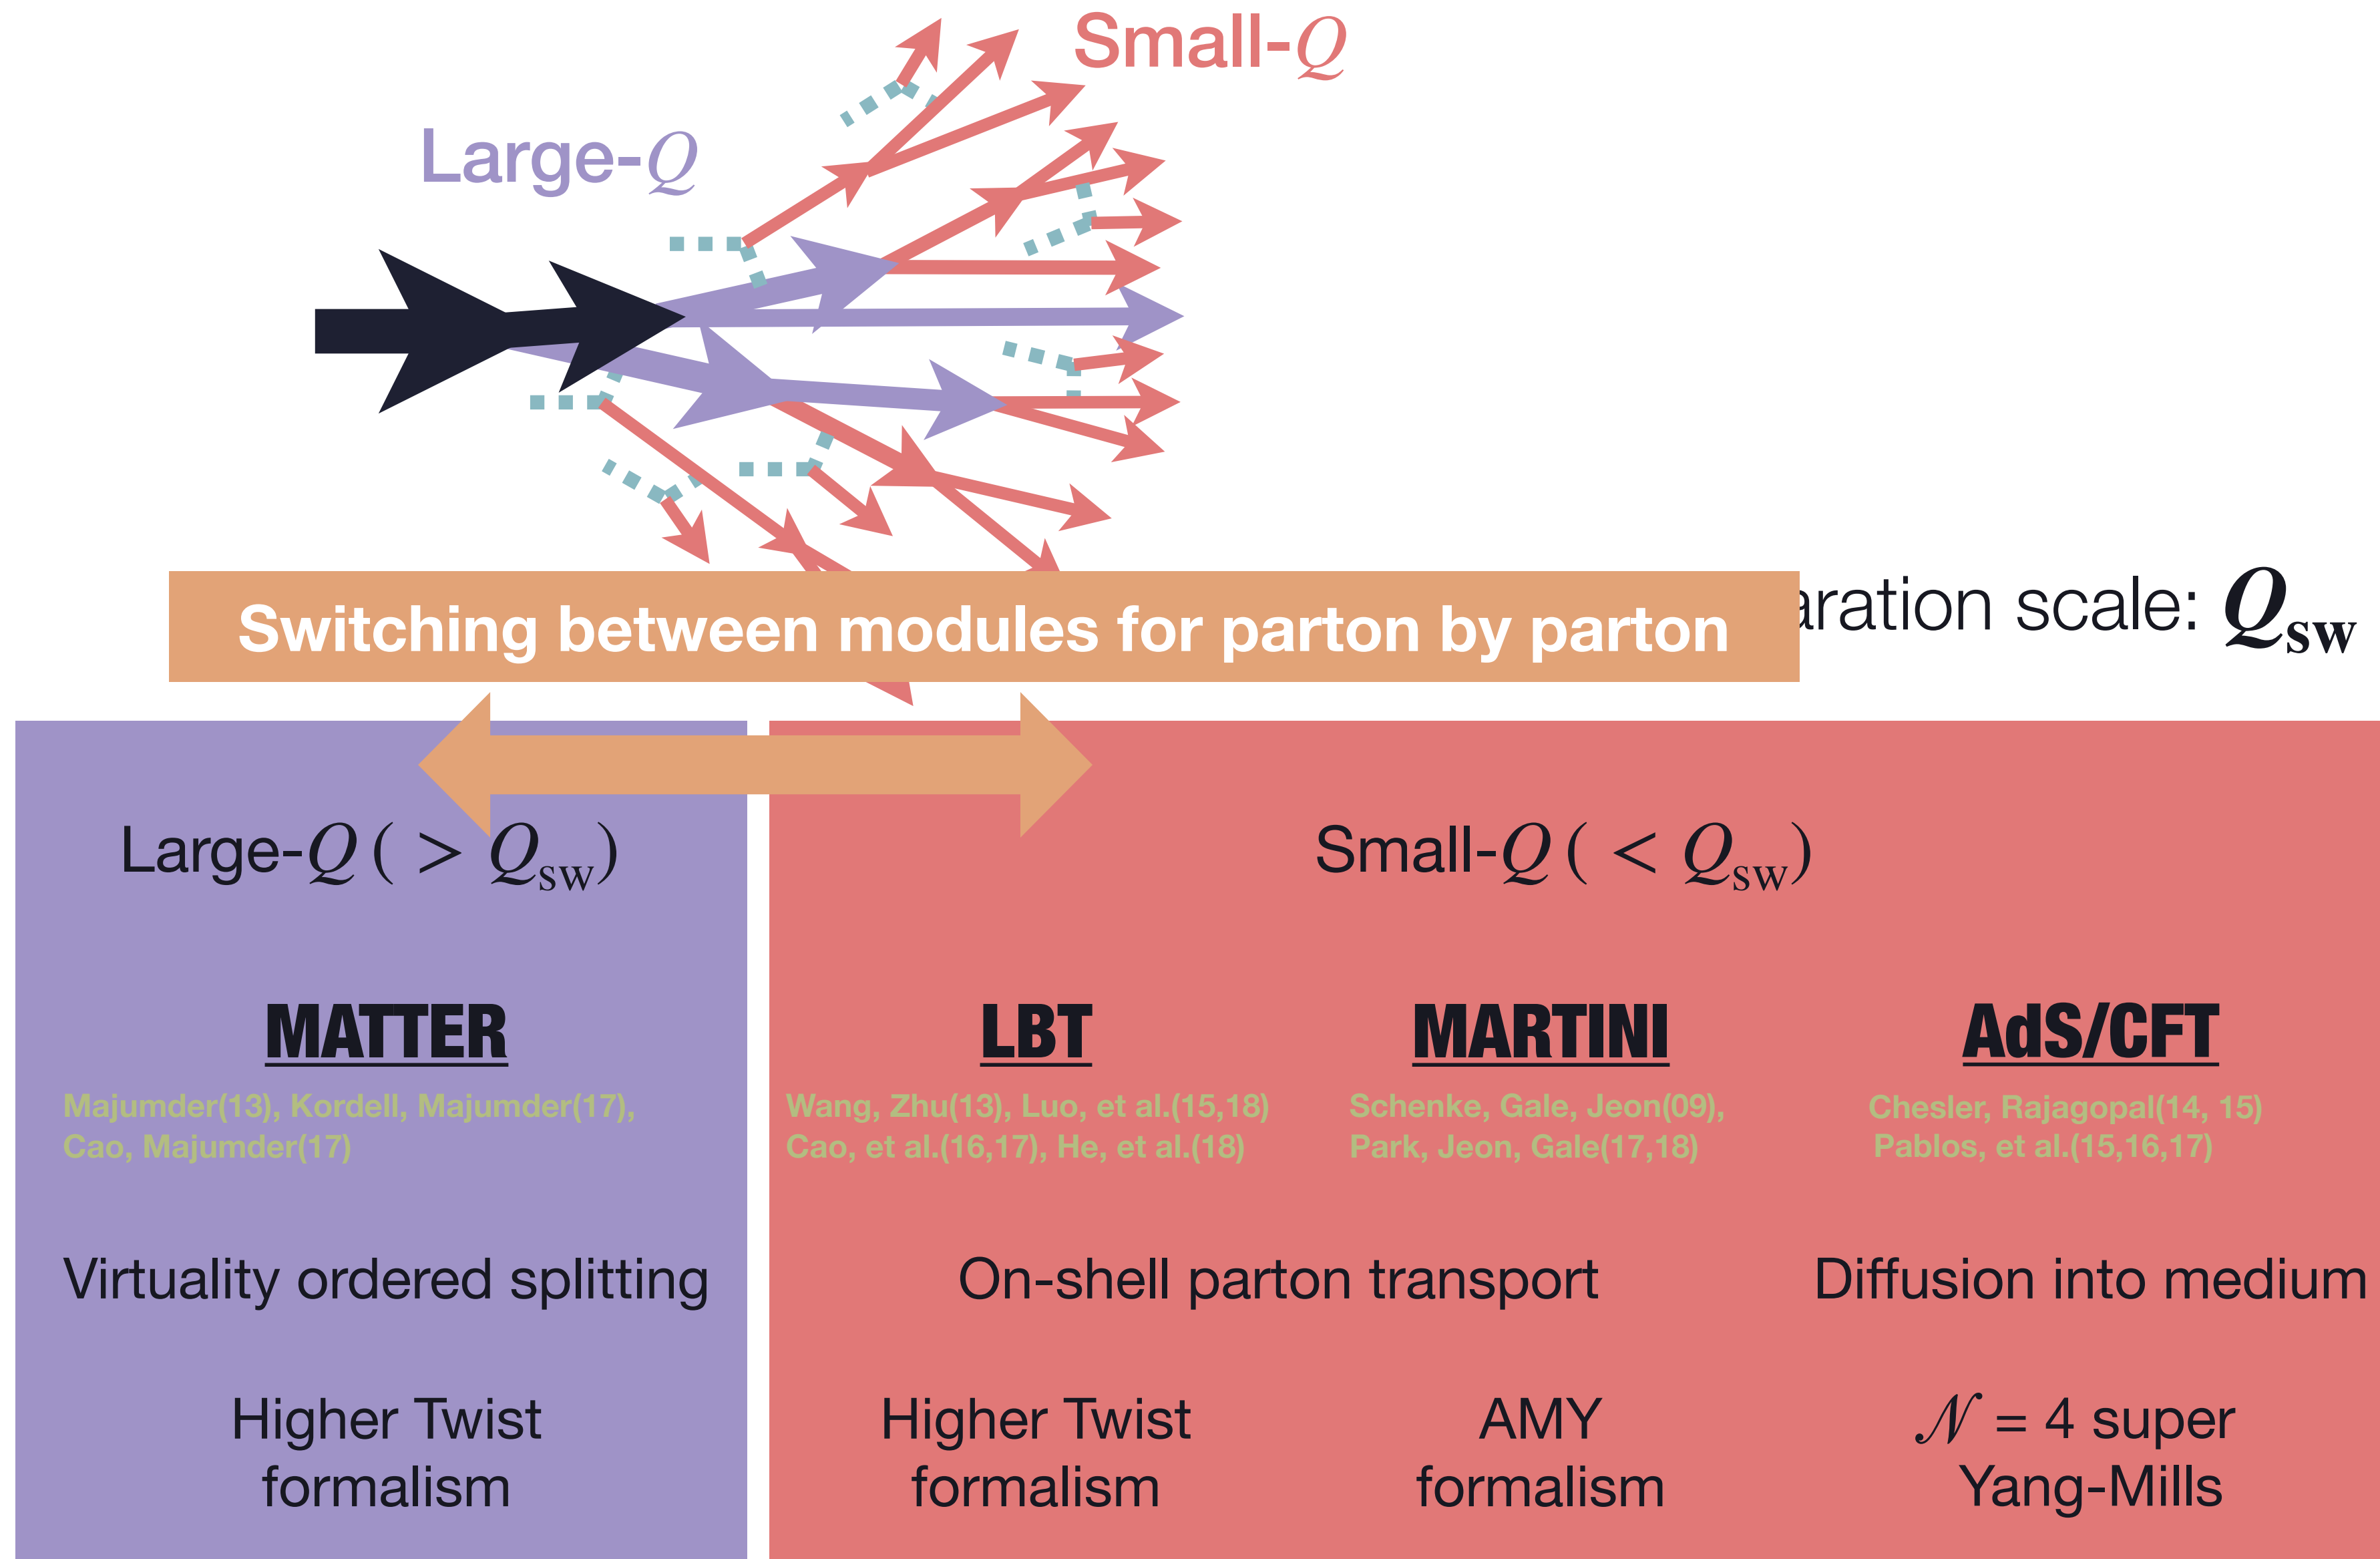 Small-Q
Large-Q
Switching between modules for parton by parton
aration scale: Q_sw
Large-Q ( > Q_sw)
Small-Q ( < Q_sw)
MATTER
Majumder(13), Kordell, Majumder(17),
Cao, Majumder(17)
Virtuality ordered splitting
Higher Twist
formalism
LBT
Wang, Zhu(13), Luo, et al.(15,18)
Cao, et al.(16,17), He, et al.(18)
MARTINI
Schenke, Gale, Jeon(09),
Park, Jeon, Gale(17,18)
On-shell parton transport
Higher Twist
formalism
AMY
formalism
AdS/CFT
Chesler, Rajagopal(14, 15)
Pablos, et al.(15,16,17)
Diffusion into medium
𝒩 = 4 super
Yang-Mills